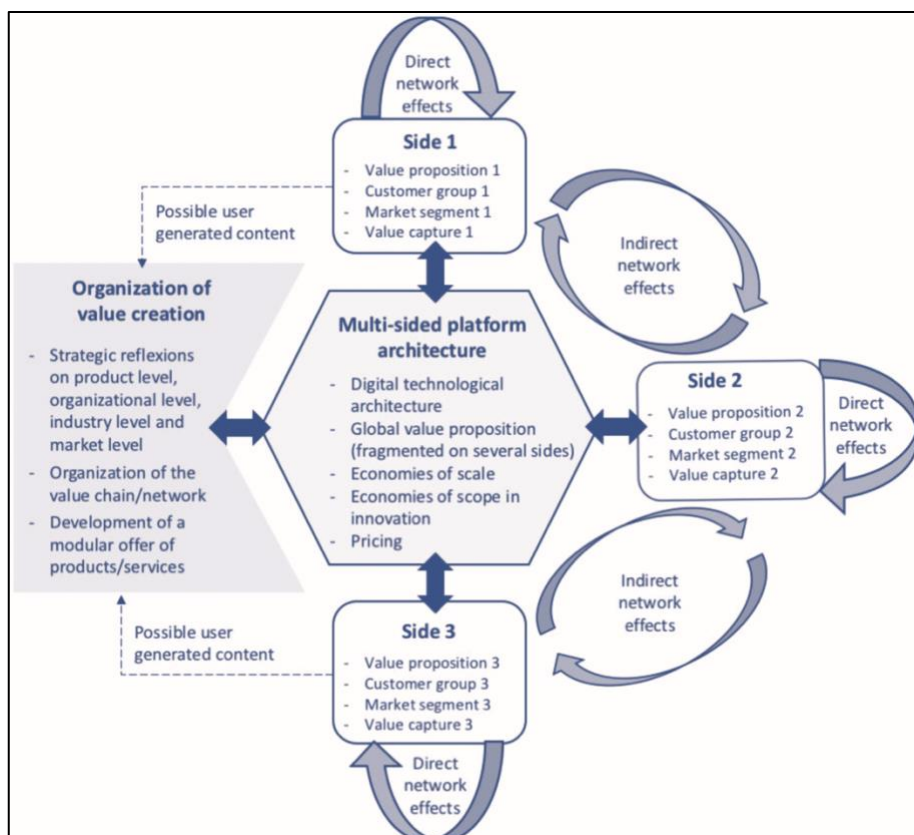 Direct
network
effects
Side 1
- Value proposition 1
- Customer group 1
- Market segment 1
- Value capture 1
Possible user
generated content
Indirect
network
effects
Organization of
value creation
- Strategic reflexions
on product level,
organizational level,
industry level and
market level
- Organization of the
value chain/network
- Development of a
modular offer of
products/services
Multi-sided platform
architecture
- Digital technological
architecture
- Global value proposition
(fragmented on several sides)
- Economies of scale
- Economies of scope in
innovation
- Pricing
Side 2
- Value proposition 2
- Customer group 2
- Market segment 2
- Value capture 2
Direct
network
effects
Indirect
network
effects
Possible user
generated content
Side 3
- Value proposition 3
- Customer group 3
- Market segment 3
- Value capture 3
Direct
network
effects